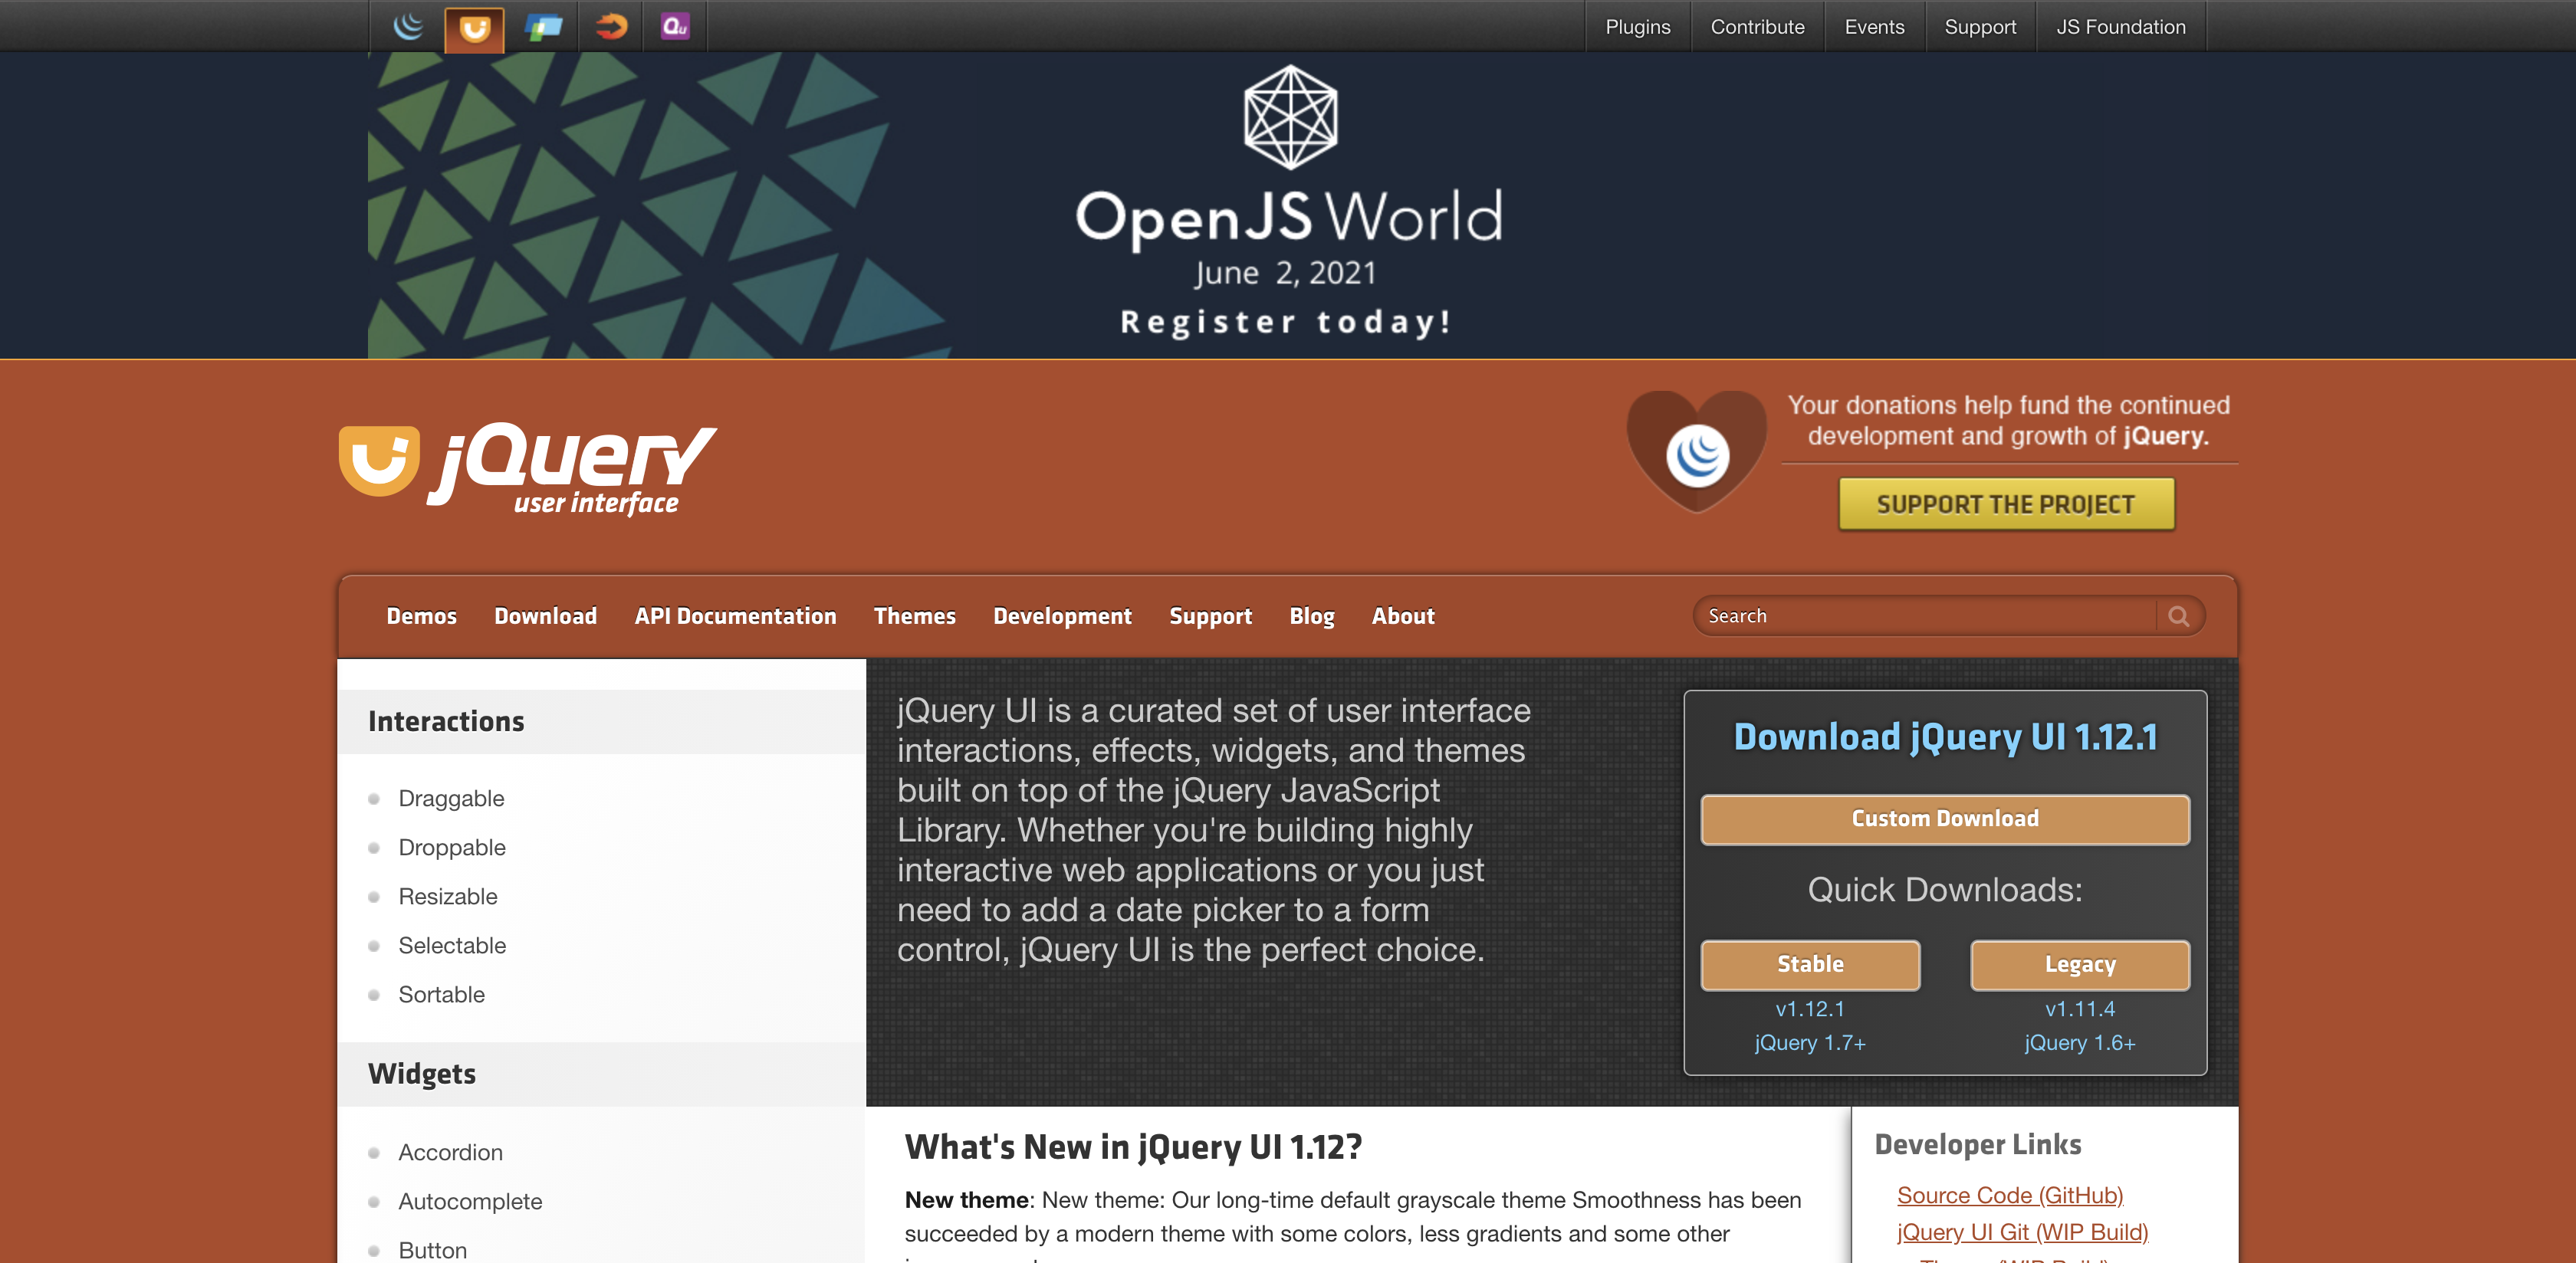 Qu
Plugins
Contribute
Events
Support
JS Foundation
OpenJS World
June 2, 2021
Register today!
jQuery
user interface
Your donations help fund the continued
development and growth of jQuery.
SUPPORT THE PROJECT
Demos
Download
API Documentation
Themes
Development
Support
Blog
About
Search
Interactions
Draggable
Droppable
Resizable
Selectable
Sortable
Widgets
Accordion
Autocomplete
Button
jQuery UI is a curated set of user interface
interactions, effects, widgets, and themes
built on top of the jQuery JavaScript
Library. Whether you're building highly
interactive web applications or you just
need to add a date picker to a form
control, jQuery UI is the perfect choice.
Download jQuery UI 1.12.1
Custom Download
Quick Downloads:
Stable
v1.12.1
jQuery 1.7+
Legacy
v1.11.4
jQuery 1.6+
What's New in jQuery UI 1.12?
New theme: New theme: Our long-time default grayscale theme Smoothness has been
succeeded by a modern theme with some colors, less gradients and some other
Developer Links
Source Code (GitHub)
jQuery UI Git (WIP Build)